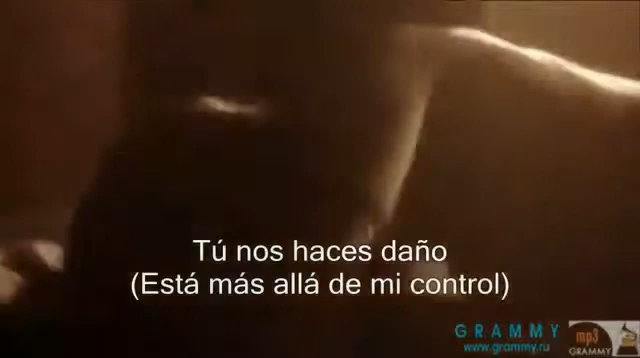 Tú nos haces daño
(Está más allá de mi control)
GRAMMY
www.grammy.ru
mp3
GRAMMY